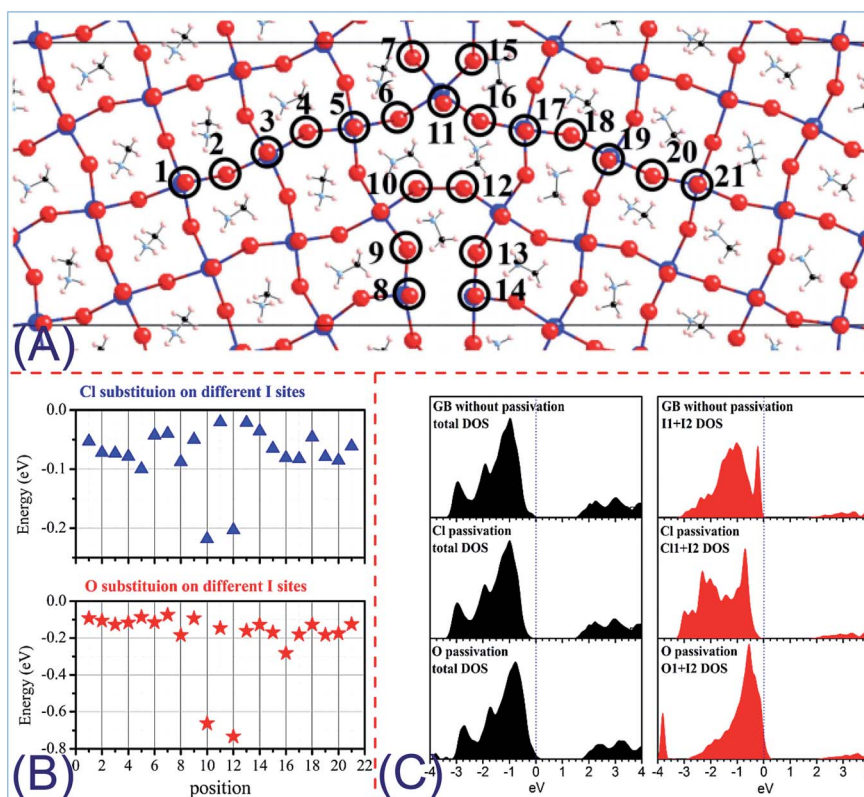 7
15
4
5
6
16
17
18
3
11
19
2
20
1
21
10
12
9
13
8
14
(A)
Cl substituion on different I sites
0.0
-0.1
-0.2
Energy (eV)
O substituion on different I sites
0.0
-0.2
-0.4
-0.6
-0.8
Energy (eV)
0 2 4 6 8 10 12 14 16 18 20 22
position
(B)
GB without passivation
total DOS
Cl passivation
total DOS
O passivation
total DOS
-4 -3 -2 -1 0 1 2 3 4
eV
GB without passivation
I1+I2 DOS
Cl passivation
Cl1+I2 DOS
O passivation
O1+I2 DOS
-4 -3 -2 -1 0 1 2 3
eV
(C)